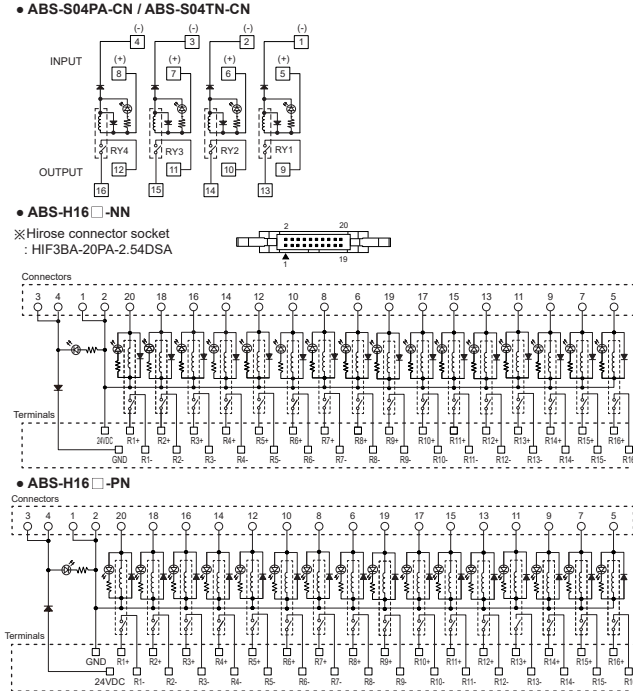 ● ABS-S04PA-CN / ABS-S04TN-CN
(-) (-) (-) (-)
4 3 2 1
INPUT (+) (+) (+) (+)
8 7 6 5
RY4 RY3 RY2 RY1
OUTPUT 12 11 10 9
16 15 14 13
● ABS-H16□-NN
※Hirose connector socket
: HIF3BA-20PA-2.54DSA
2 20
1 19
Connectors
3 4 1 2 20 18 16 14 12 10 8 6 19 17 15 13 11 9 7 5
Terminals
24VDC R1+ R2+ R3+ R4+ R5+ R6+ R7+ R8+ R9+ R10+ R11+ R12+ R13+ R14+ R15+ R16+
GND R1- R2- R3- R4- R5- R6- R7- R8- R9- R10- R11- R12- R13- R14- R15-
● ABS-H16□-PN
Connectors
3 4 1 2 20 18 16 14 12 10 8 6 19 17 15 13 11 9 7 5
Terminals
GND R1+ R2+ R3+ R4+ R5+ R6+ R7+ R8+ R9+ R10+ R11+ R12+ R13+ R14+ R15+ R16+
24VDC R1- R2- R3- R4- R5- R6- R7- R8- R9- R10- R11- R12- R13- R14- R15-